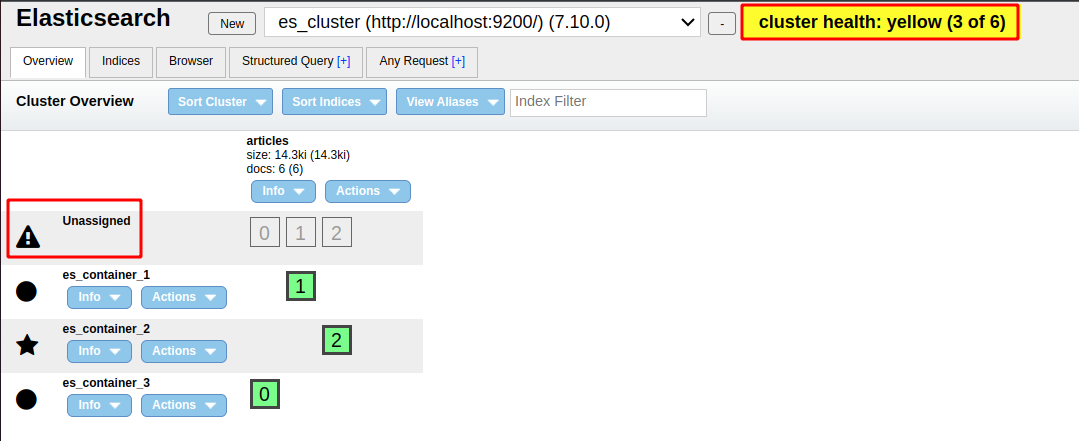 Elasticsearch New es_cluster (http://localhost:9200/) (7.10.0) - cluster health: yellow (3 of 6)
Overview Indices Browser Structured Query [+] Any Request [+]
Cluster Overview Sort Cluster Sort Indices View Aliases Index Filter
articles
size: 14.3ki (14.3ki)
docs: 6 (6)
Info Actions
Unassigned 0 1 2
es_container_1 1
Info Actions
es_container_2 2
Info Actions
es_container_3 0
Info Actions